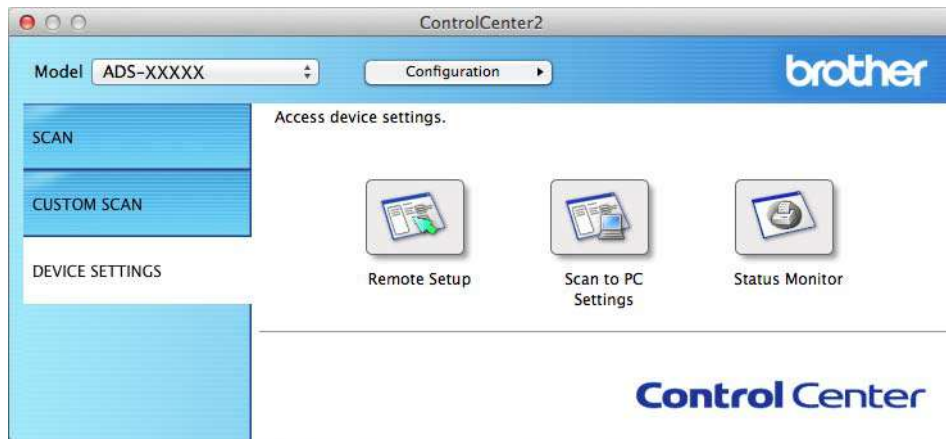 ControlCenter2
Model ADS-XXXXX Configuration brother
SCAN
CUSTOM SCAN
DEVICE SETTINGS
Access device settings.
Remote Setup
Scan to PC
Settings
Status Monitor
Control Center